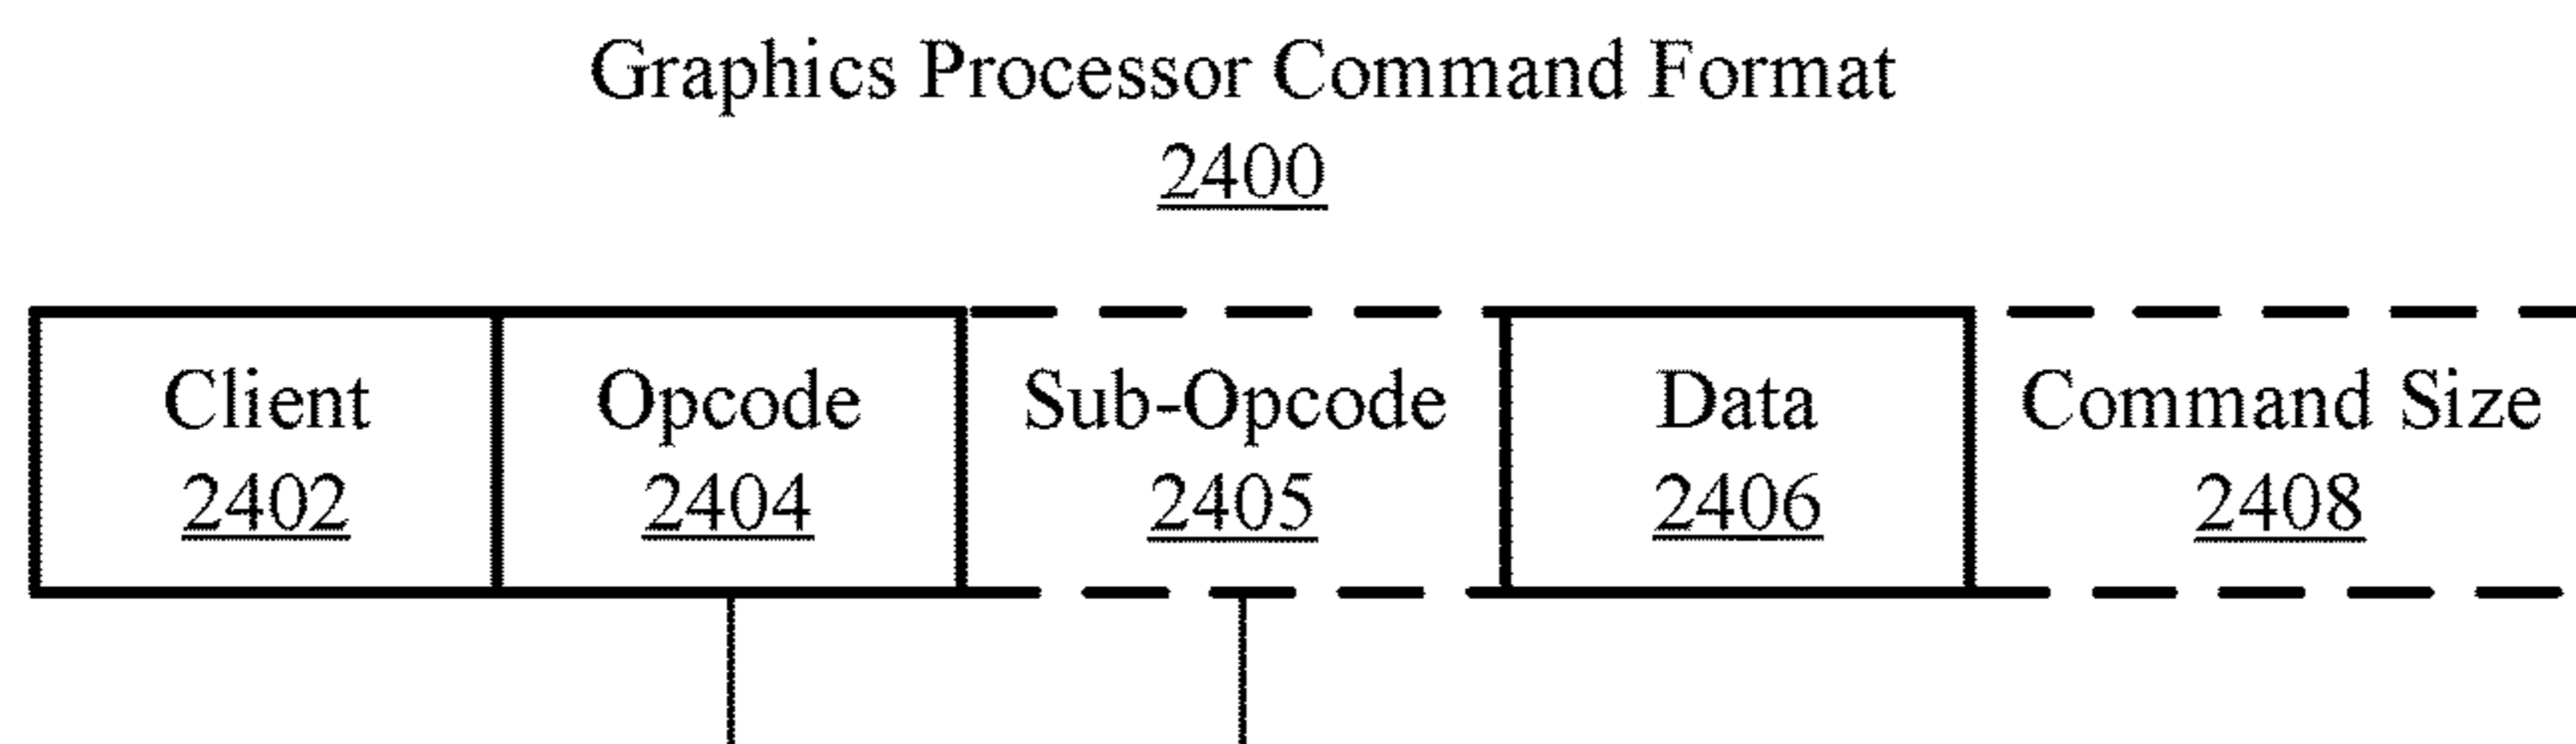 Graphics Processor Command Format
2400
Client Opcode Sub-Opcode Data Command Size
2402 2404 2405 2406 2408